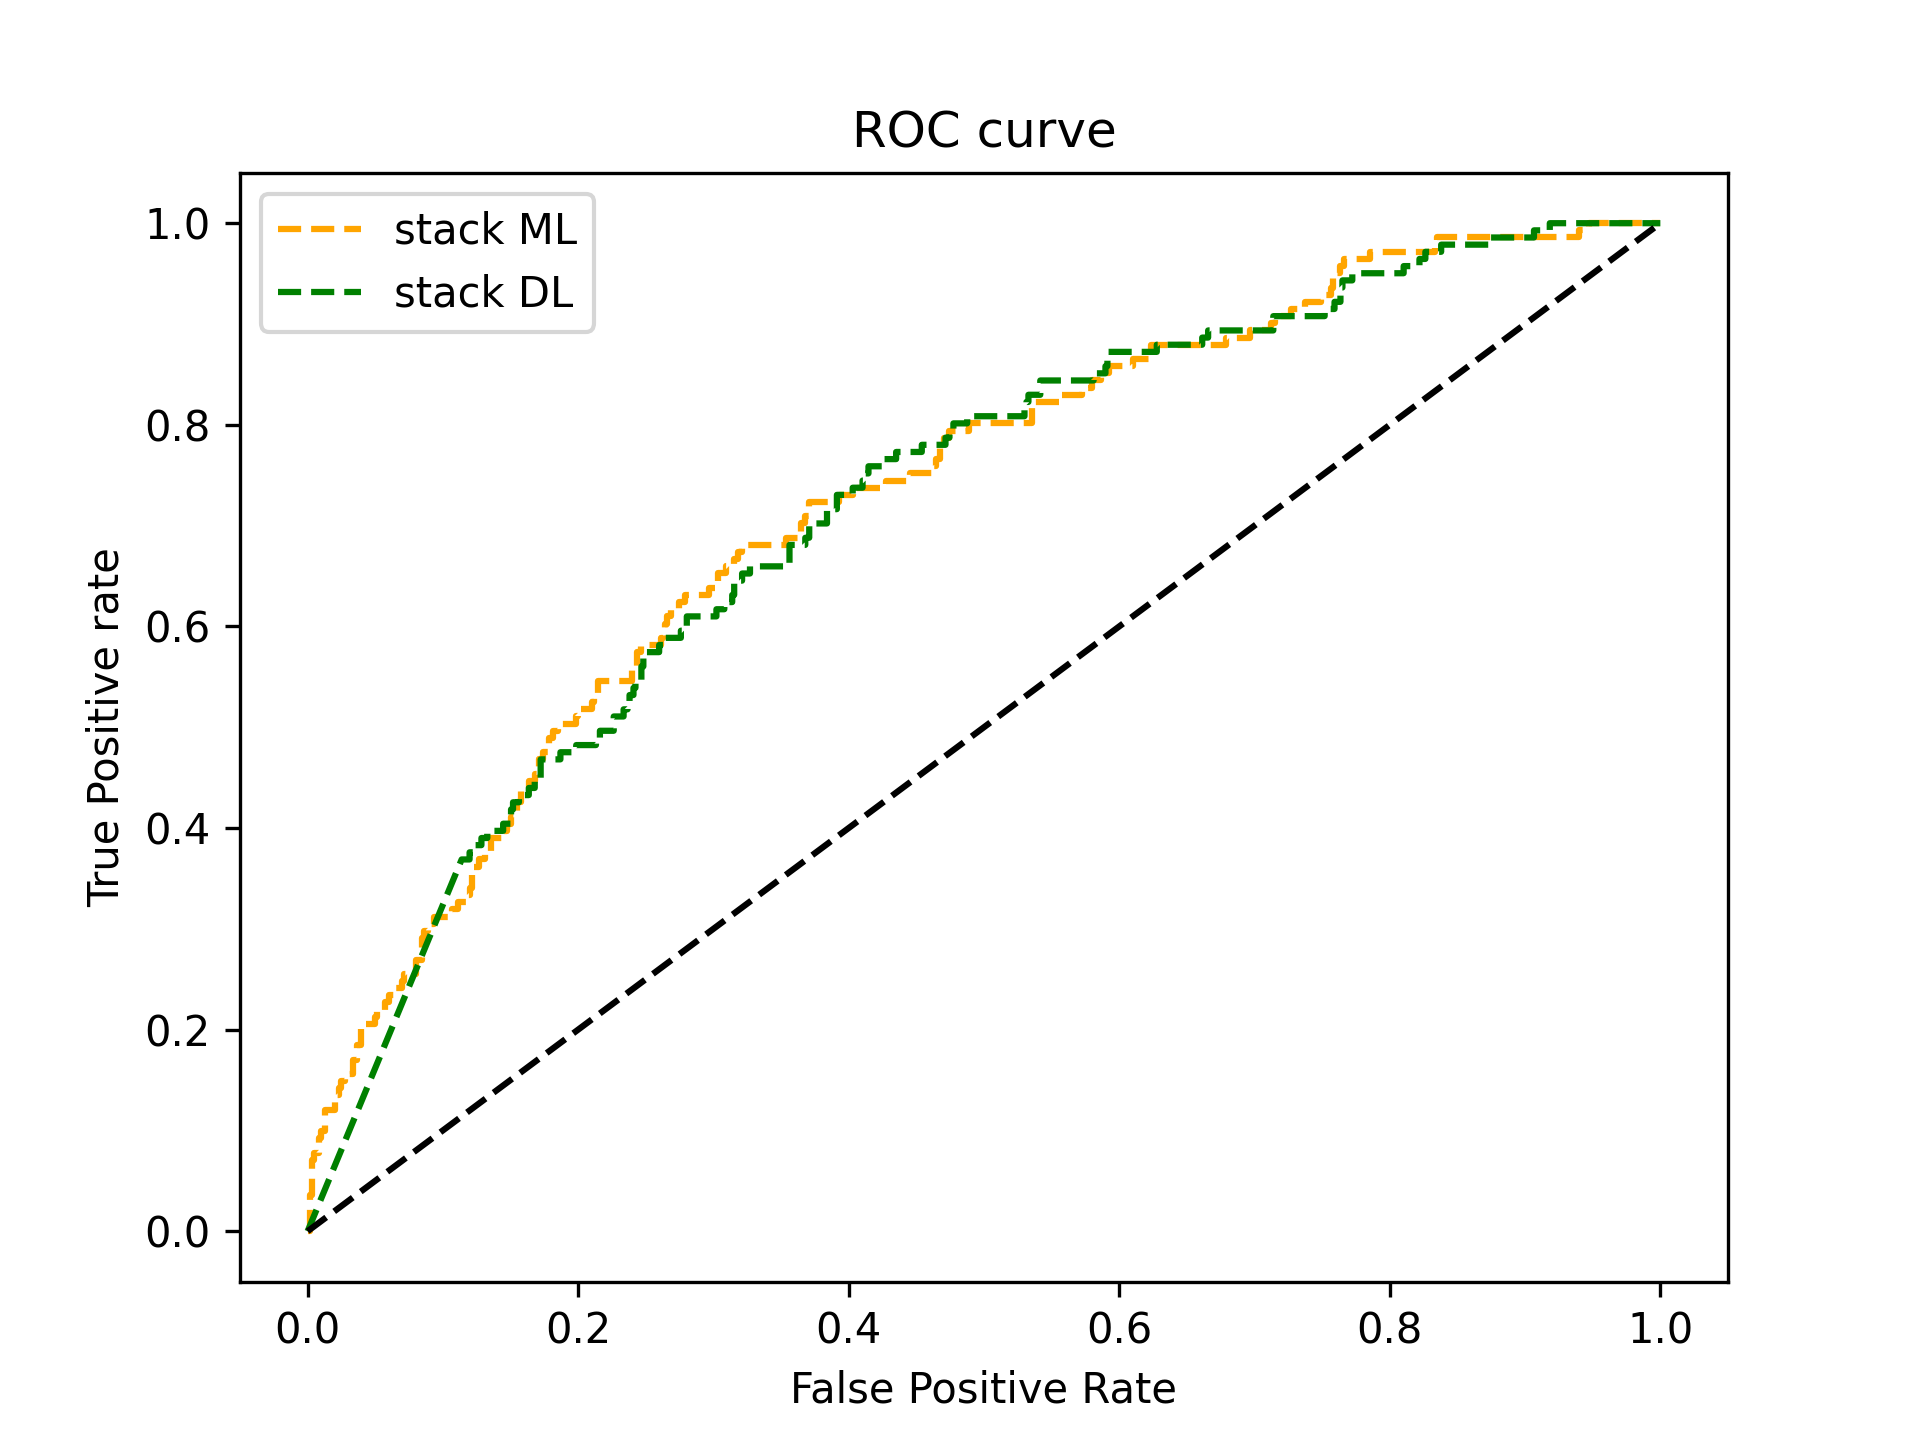 ROC curve
stack ML
stack DL
True Positive rate
1.0
0.8
0.6
0.4
0.2
0.0
0.0 0.2 0.4 0.6 0.8 1.0
False Positive Rate